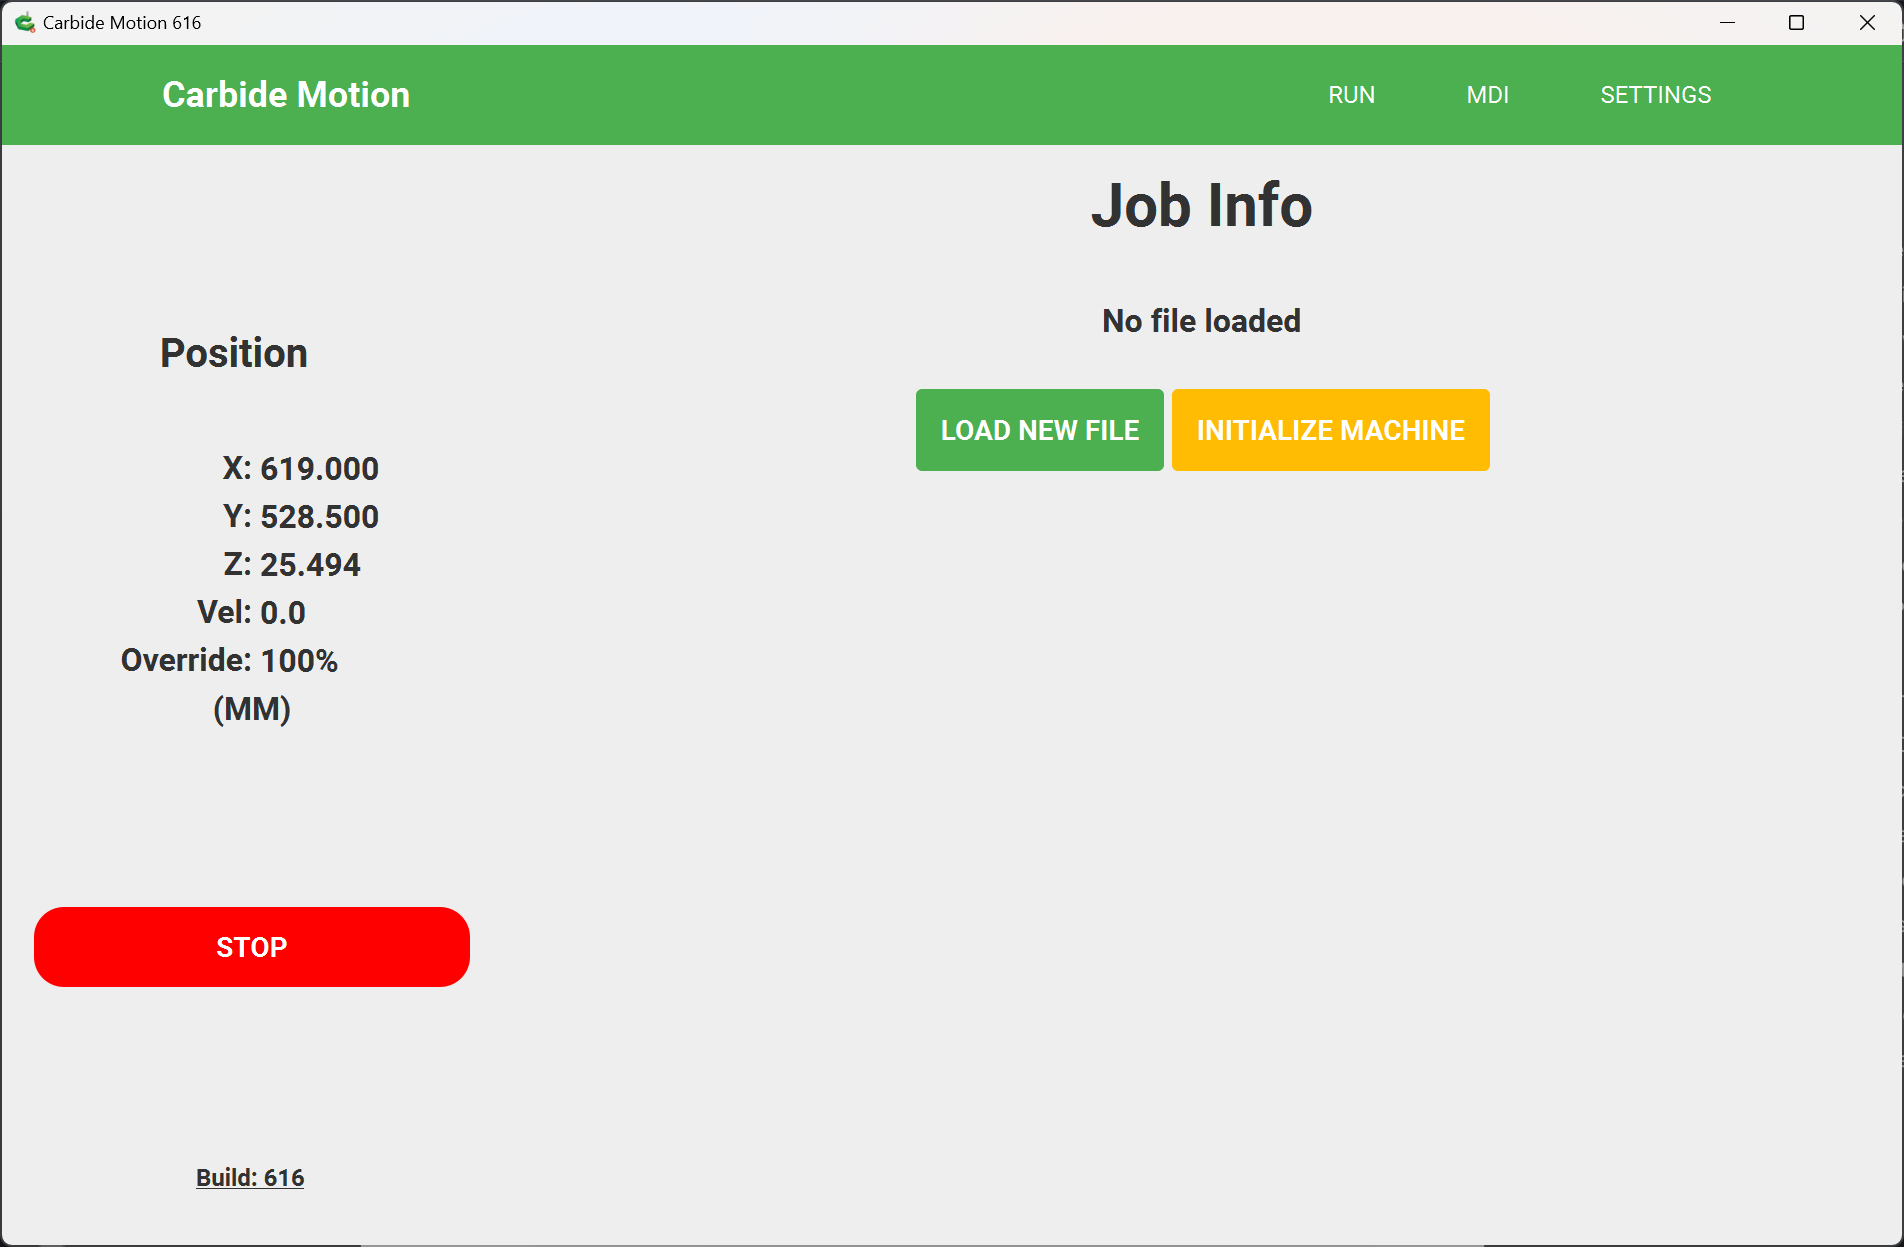 Carbide Motion 616
Carbide Motion
RUN
MDI
SETTINGS
Job Info
No file loaded
LOAD NEW FILE
INITIALIZE MACHINE
Position
X: 619.000
Y: 528.500
Z: 25.494
Vel: 0.0
Override: 100%
(MM)
STOP
Build: 616